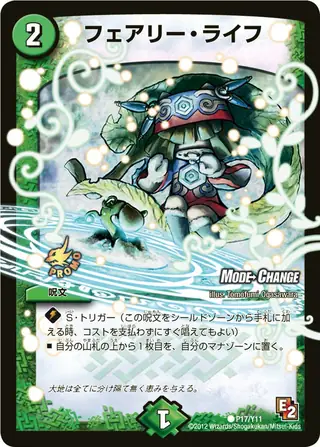 2
フェアリー・ライフ
PROMO
MODE CHANGE
Illus. Tomofumi Ogasawara
呪文
S・トリガー（この呪文をシールドゾーンから手札に加える時、コストを支払わずにすぐ唱えてもよい）
■ 自分の山札の上から1枚目を、自分のマナゾーンに置く。
大地は全てに分け隔て無く恵みを与える。
1
P17/Y11
E2
©2012 Wizards/Shogakukan/Mitsui-Kids